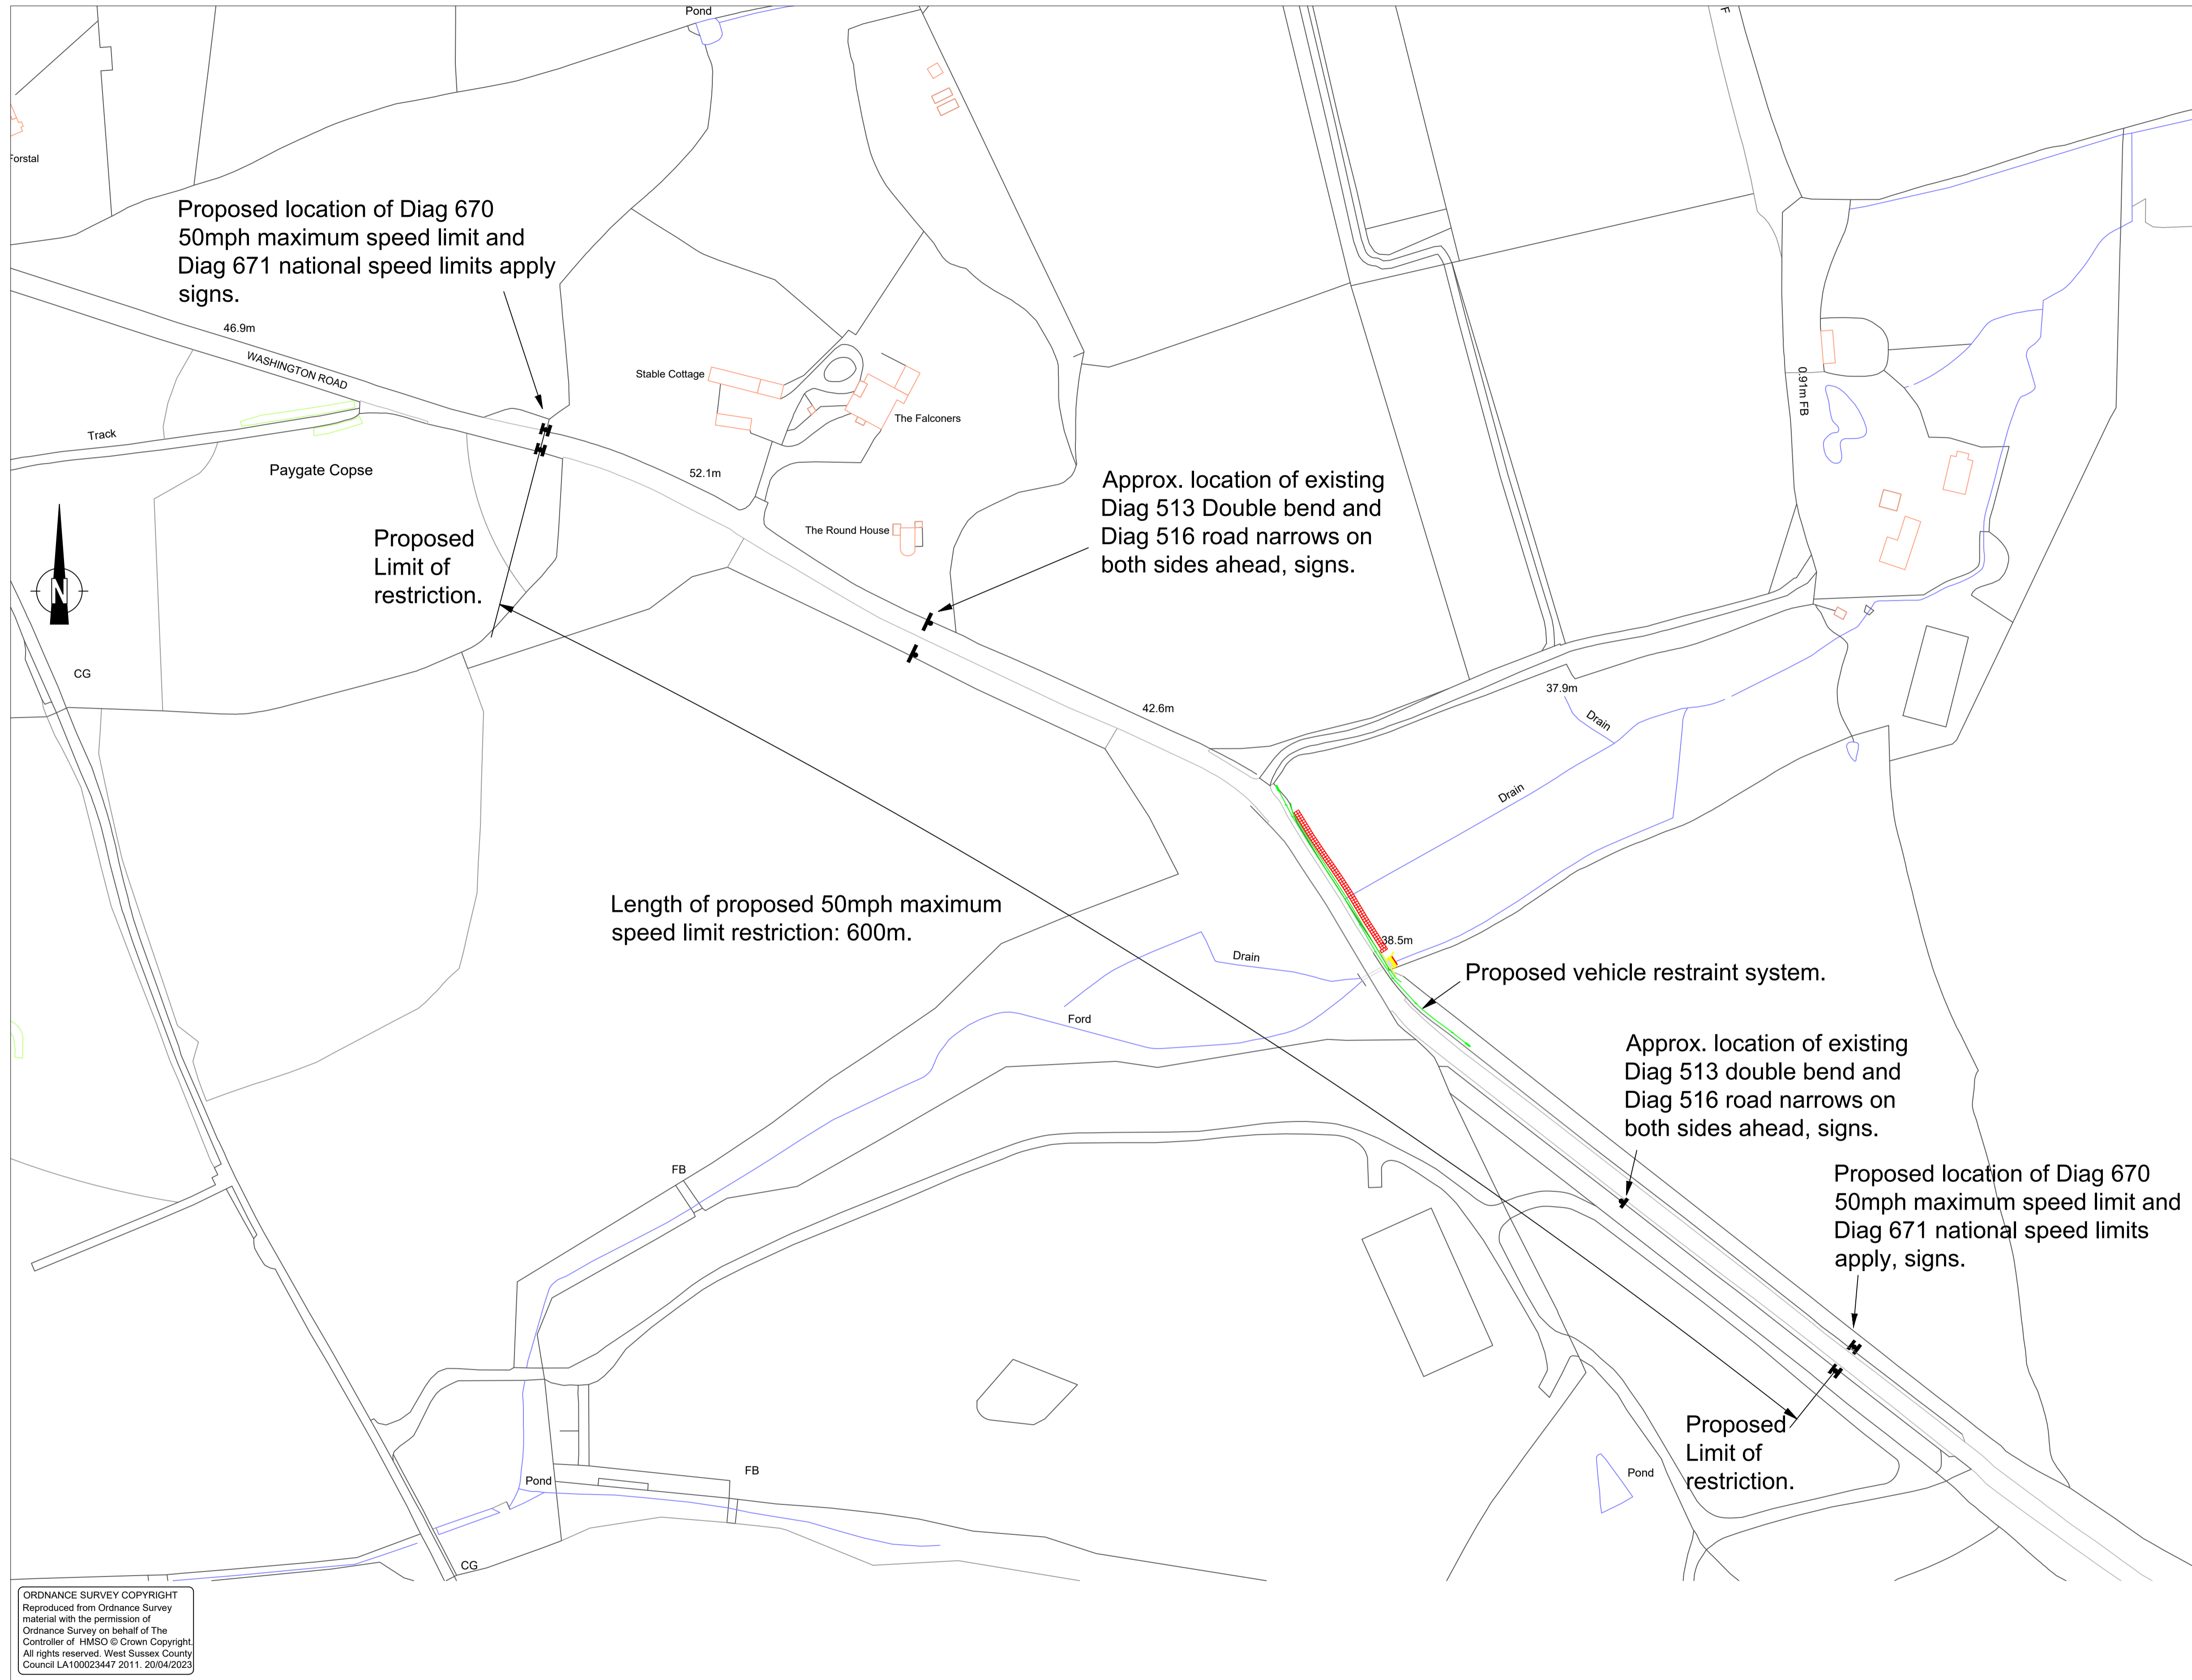 Pond
F
Forstal
Proposed location of Diag 670
50mph maximum speed limit and
Diag 671 national speed limits apply
signs.
46.9m
WASHINGTON ROAD
Stable Cottage
The Falconers
0.91m FB
Track
Paygate Copse
52.1m
Approx. location of existing
Diag 513 Double bend and
Diag 516 road narrows on
both sides ahead, signs.
The Round House
Proposed
Limit of
restriction.
N
CG
37.9m
42.6m
Drain
Drain
Length of proposed 50mph maximum
speed limit restriction: 600m.
38.5m
Drain
Proposed vehicle restraint system.
Ford
Approx. location of existing
Diag 513 double bend and
Diag 516 road narrows on
both sides ahead, signs.
FB
Proposed location of Diag 670
50mph maximum speed limit and
Diag 671 national speed limits
apply, signs.
Proposed
Limit of
restriction.
FB
Pond
Pond
CG
ORDNANCE SURVEY COPYRIGHT
Reproduced from Ordnance Survey
material with the permission of
Ordnance Survey on behalf of The
Controller of HMSO © Crown Copyright.
All rights reserved. West Sussex County
Council LA100023447 2011. 20/04/2023